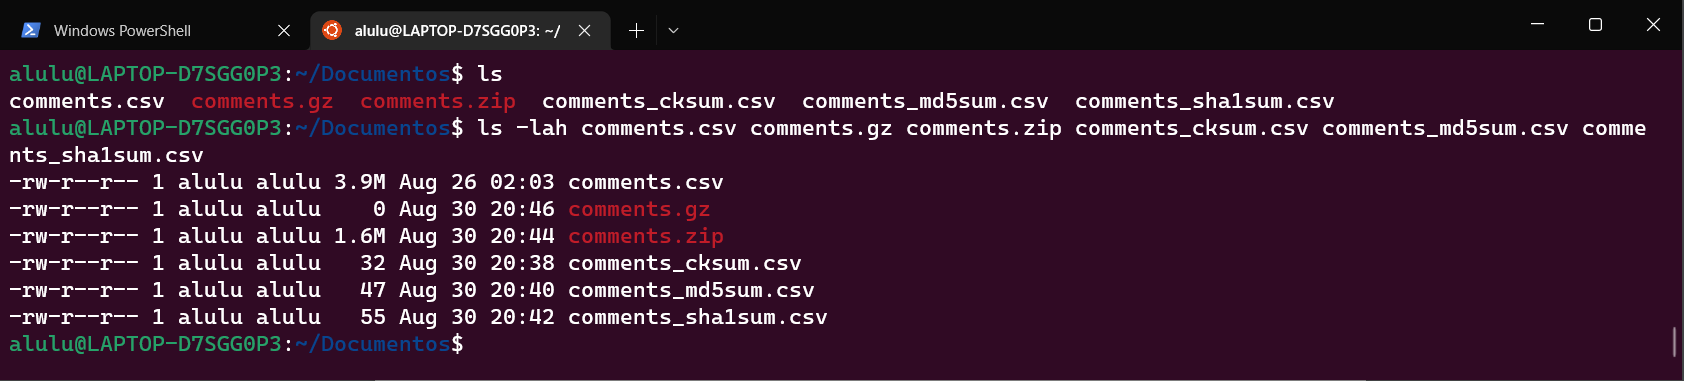 Windows PowerShell
alulu@LAPTOP-D7SGG0P3: ~/
alulu@LAPTOP-D7SGG0P3:~/Documentos$ ls
comments.csv  comments.gz  comments.zip  comments_cksum.csv  comments_md5sum.csv  comments_sha1sum.csv
alulu@LAPTOP-D7SGG0P3:~/Documentos$ ls -lah comments.csv comments.gz comments.zip comments_cksum.csv comments_md5sum.csv comme
nts_sha1sum.csv
-rw-r--r-- 1 alulu alulu 3.9M Aug 26 02:03 comments.csv
-rw-r--r-- 1 alulu alulu    0 Aug 30 20:46 comments.gz
-rw-r--r-- 1 alulu alulu 1.6M Aug 30 20:44 comments.zip
-rw-r--r-- 1 alulu alulu   32 Aug 30 20:38 comments_cksum.csv
-rw-r--r-- 1 alulu alulu   47 Aug 30 20:40 comments_md5sum.csv
-rw-r--r-- 1 alulu alulu   55 Aug 30 20:42 comments_sha1sum.csv
alulu@LAPTOP-D7SGG0P3:~/Documentos$